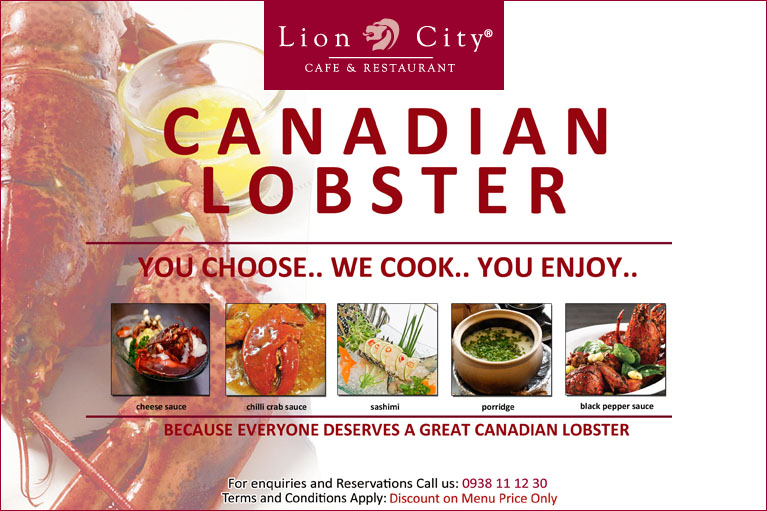 Lion City®
CAFE & RESTAURANT
CANADIAN
LOBSTER
YOU CHOOSE.. WE COOK.. YOU ENJOY..
cheese sauce
chilli crab sauce
sashimi
porridge
black pepper sauce
BECAUSE EVERYONE DESERVES A GREAT CANADIAN LOBSTER
For enquiries and Reservations Call us: 0938 11 12 30
Terms and Conditions Apply: Discount on Menu Price Only